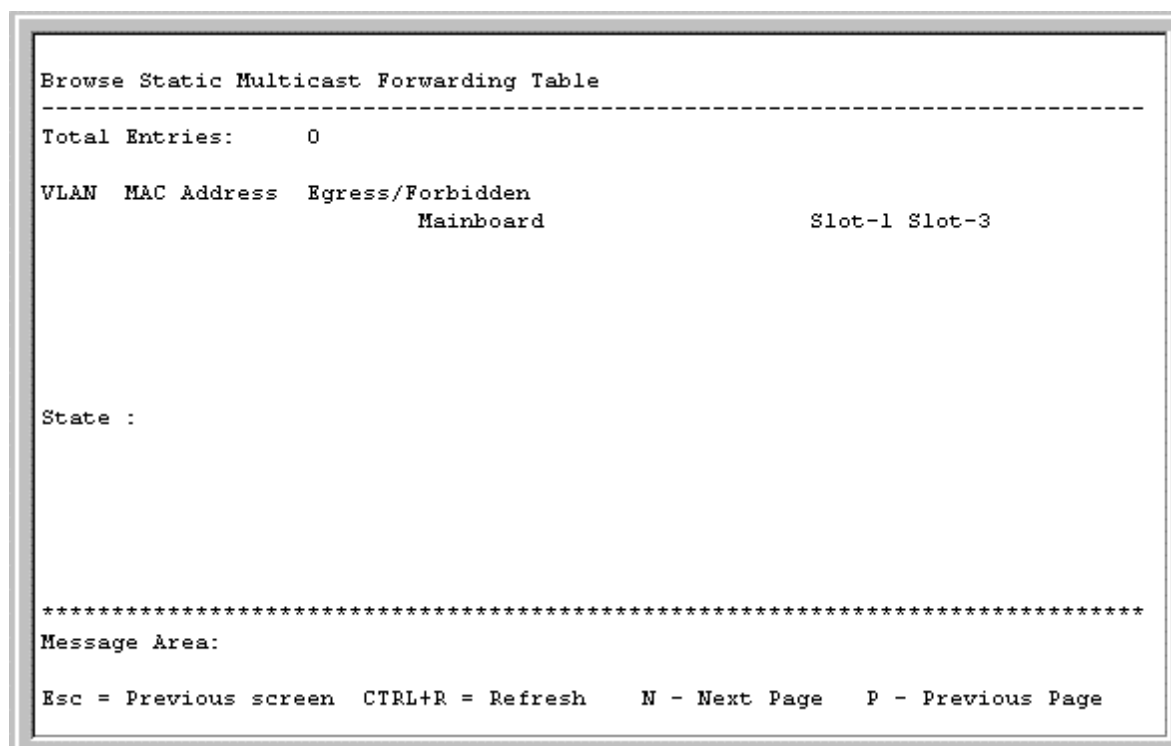 Browse Static Multicast Forwarding Table
-------------------------------------------------------------------------------
Total Entries: 0
VLAN MAC Address Egress/Forbidden
Mainboard Slot-1 Slot-3
State :
*******************************************************************************
Message Area:
Esc = Previous screen CTRL+R = Refresh N - Next Page P - Previous Page